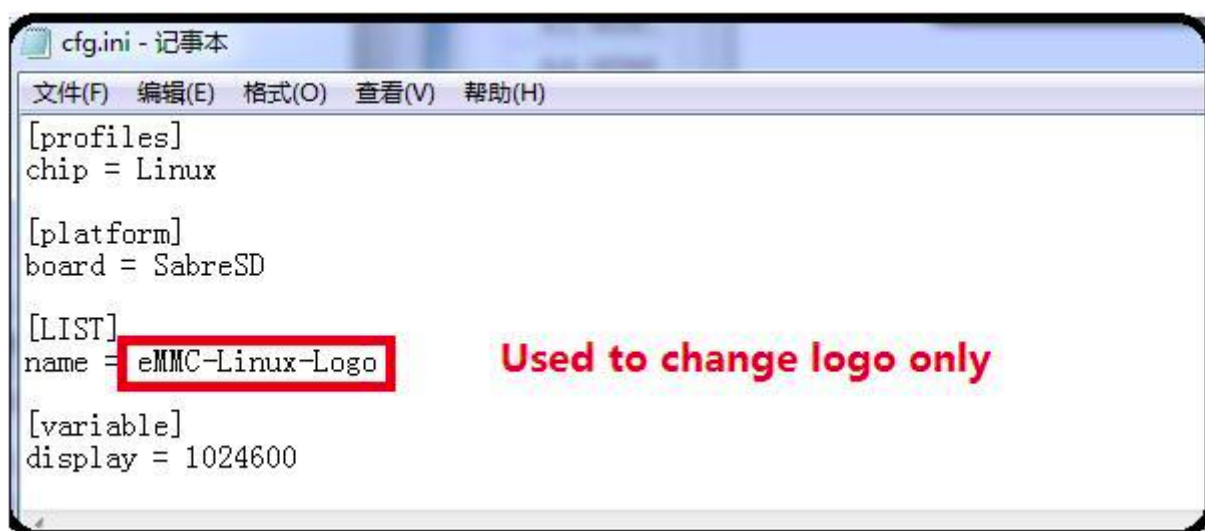 cfg.ini - 记事本
文件(F) 编辑(E) 格式(O) 查看(V) 帮助(H)
[profiles]
chip = Linux
[platform]
board = SabreSD
[LIST]
name = eMMC-Linux-Logo
Used to change logo only
[variable]
display = 1024600